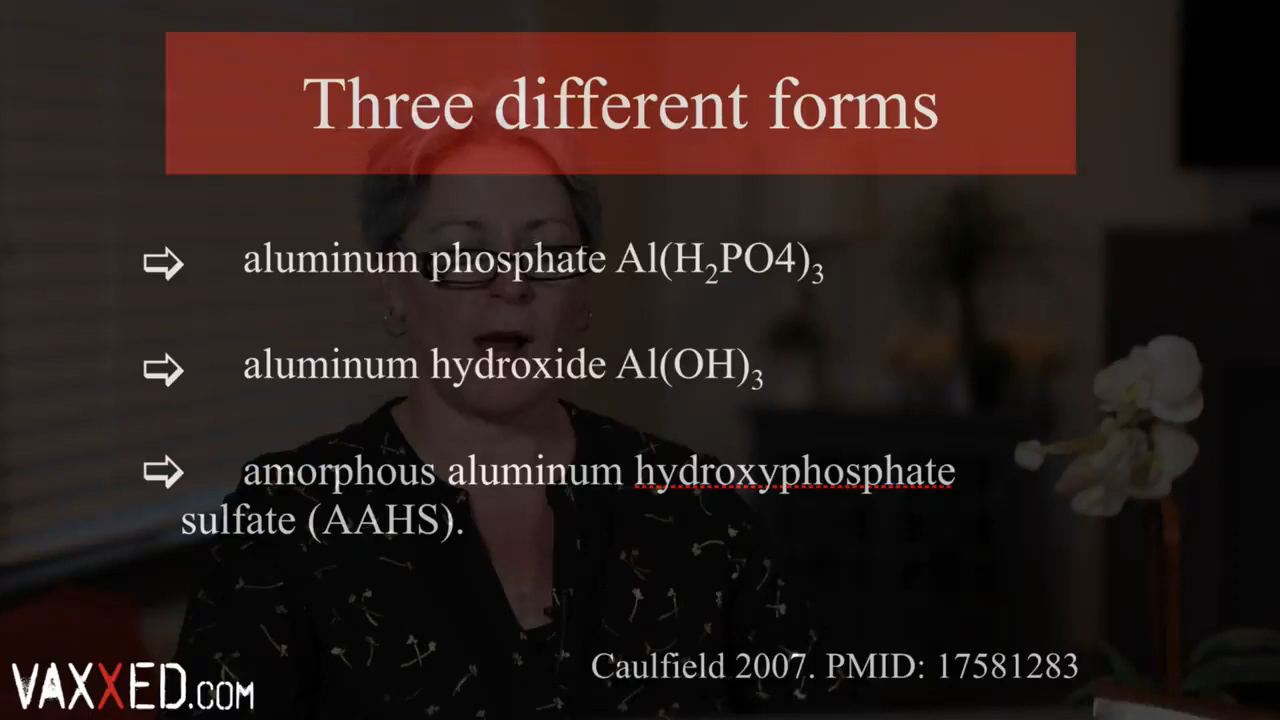 Three different forms
⇨ aluminum phosphate Al(H₂PO4)₃
⇨ aluminum hydroxide Al(OH)₃
⇨ amorphous aluminum hydroxyphosphate
sulfate (AAHS).
Caulfield 2007. PMID: 17581283
VAXXED.COM